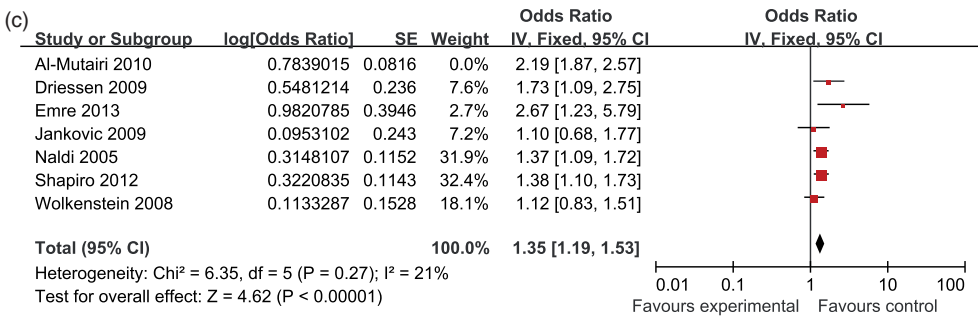 (c)
Odds Ratio Odds Ratio
Study or Subgroup log[Odds Ratio] SE Weight IV, Fixed, 95% CI IV, Fixed, 95% CI
Al-Mutairi 2010 0.7839015 0.0816 0.0% 2.19 [1.87, 2.57]
Driessen 2009 0.5481214 0.236 7.6% 1.73 [1.09, 2.75]
Emre 2013 0.9820785 0.3946 2.7% 2.67 [1.23, 5.79]
Jankovic 2009 0.0953102 0.243 7.2% 1.10 [0.68, 1.77]
Naldi 2005 0.3148107 0.1152 31.9% 1.37 [1.09, 1.72]
Shapiro 2012 0.3220835 0.1143 32.4% 1.38 [1.10, 1.73]
Wolkenstein 2008 0.1133287 0.1528 18.1% 1.12 [0.83, 1.51]
Total (95% CI) 100.0% 1.35 [1.19, 1.53]
Heterogeneity: Chi² = 6.35, df = 5 (P = 0.27); I² = 21%
Test for overall effect: Z = 4.62 (P < 0.00001)
0.01 0.1 1 10 100
Favours experimental Favours control